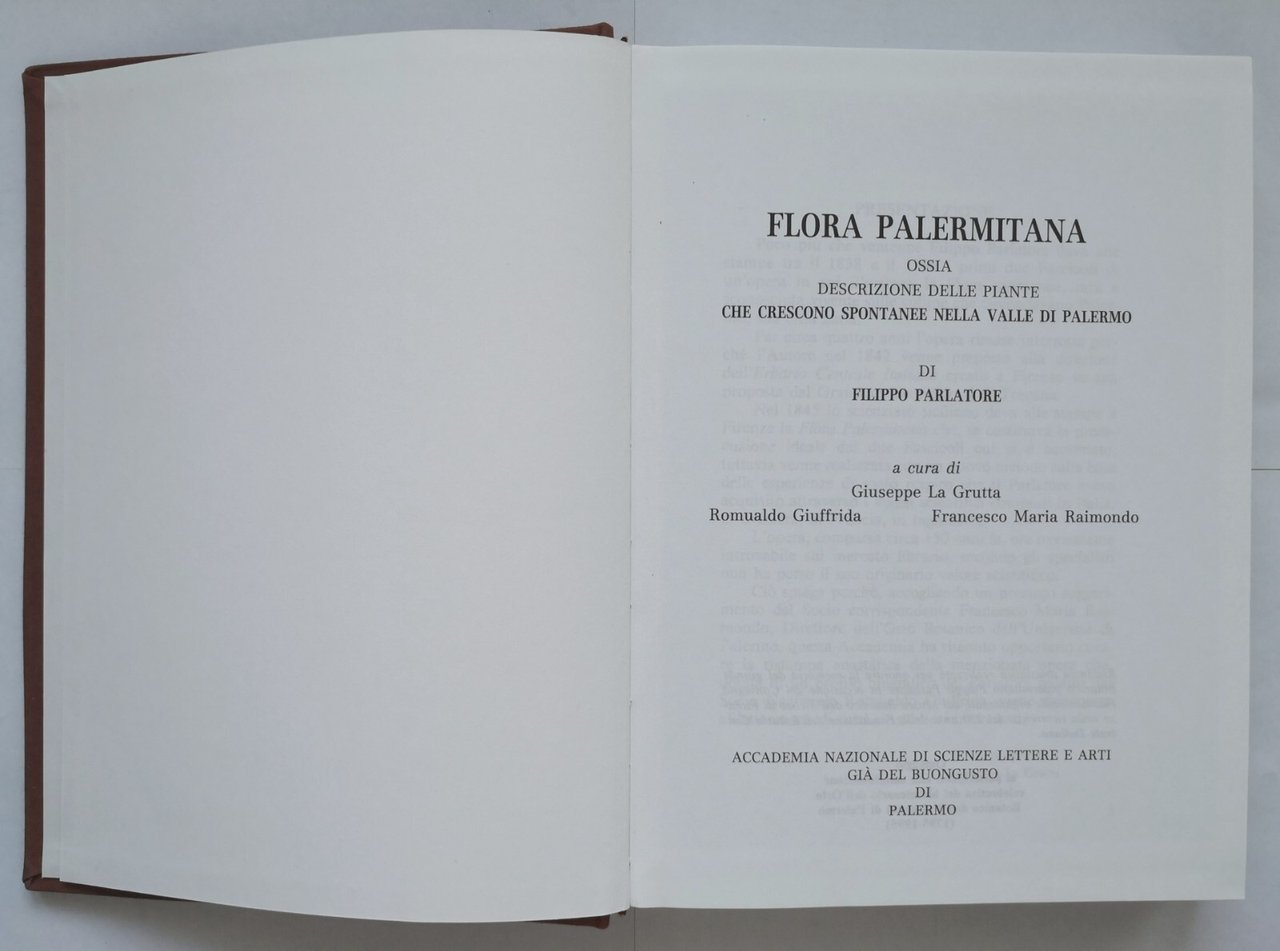 FLORA PALERMITANA
OSSIA
DESCRIZIONE DELLE PIANTE
CHE CRESCONO SPONTANEE NELLA VALLE DI PALERMO
DI
FILIPPO PARLATORE
a cura di
Giuseppe La Grutta
Romualdo Giuffrida Francesco Maria Raimondo
ACCADEMIA NAZIONALE DI SCIENZE LETTERE E ARTI
GIÀ DEL BUONGUSTO
DI
PALERMO